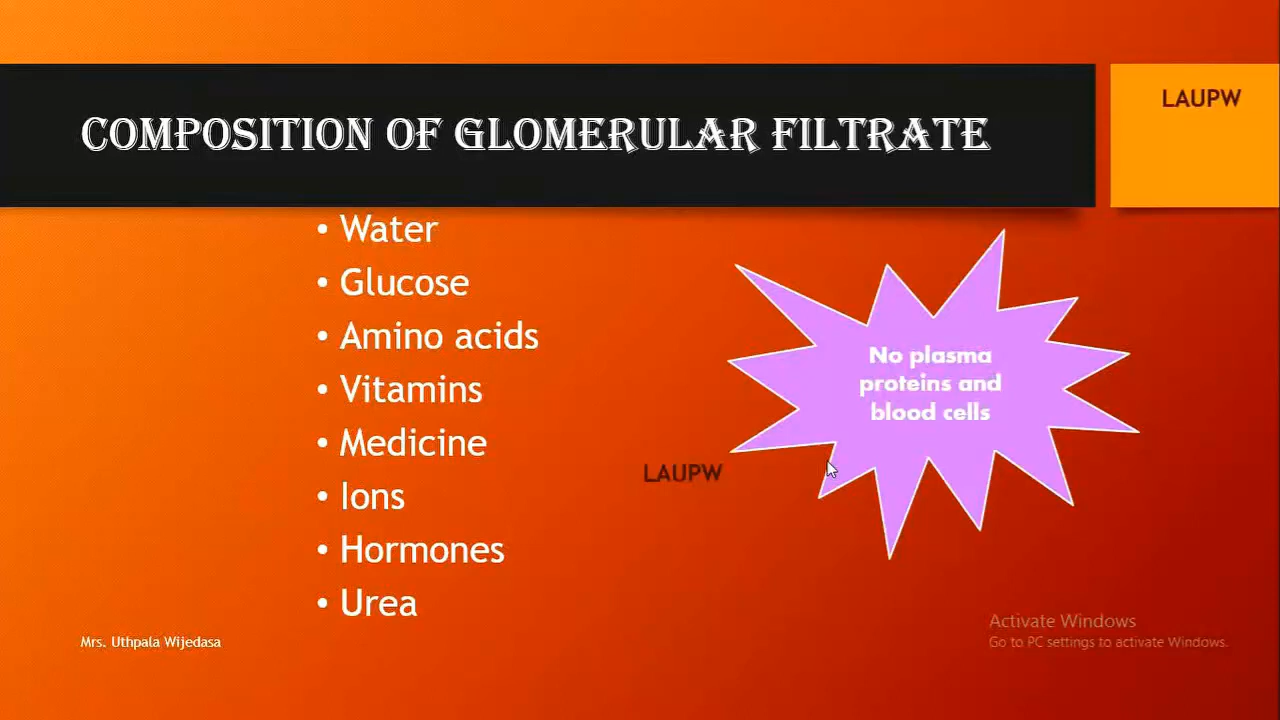 COMPOSITION OF GLOMERULAR FILTRATE
LAUPW
• Water
• Glucose
• Amino acids
• Vitamins
• Medicine
• Ions
• Hormones
• Urea
No plasma
proteins and
blood cells
LAUPW
Mrs. Uthpala Wijedasa
Activate Windows
Go to PC settings to activate Windows.